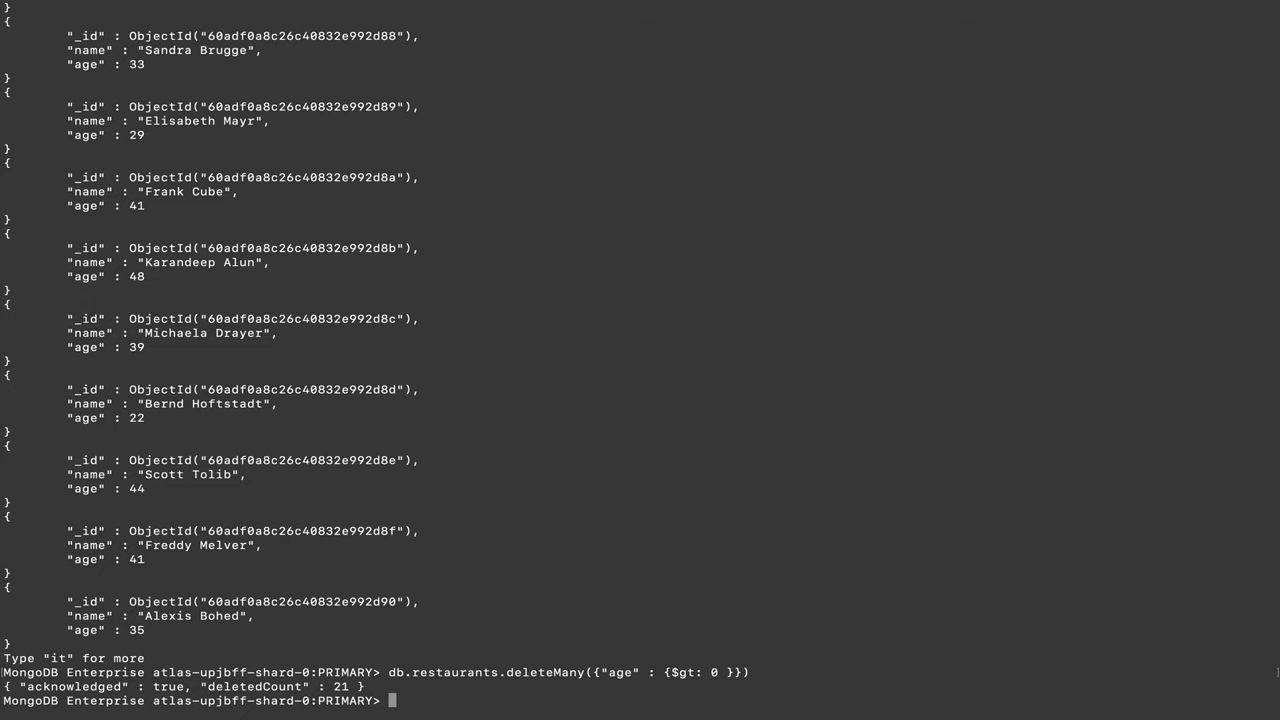 }
{
"_id" : ObjectId("60adf0a8c26c40832e992d88"),
"name" : "Sandra Brugge",
"age" : 33
}
{
"_id" : ObjectId("60adf0a8c26c40832e992d89"),
"name" : "Elisabeth Mayr",
"age" : 29
}
{
"_id" : ObjectId("60adf0a8c26c40832e992d8a"),
"name" : "Frank Cube",
"age" : 41
}
{
"_id" : ObjectId("60adf0a8c26c40832e992d8b"),
"name" : "Karandeep Alun",
"age" : 48
}
{
"_id" : ObjectId("60adf0a8c26c40832e992d8c"),
"name" : "Michaela Drayer",
"age" : 39
}
{
"_id" : ObjectId("60adf0a8c26c40832e992d8d"),
"name" : "Bernd Hoftstadt",
"age" : 22
}
{
"_id" : ObjectId("60adf0a8c26c40832e992d8e"),
"name" : "Scott Tolib",
"age" : 44
}
{
"_id" : ObjectId("60adf0a8c26c40832e992d8f"),
"name" : "Freddy Melver",
"age" : 41
}
{
"_id" : ObjectId("60adf0a8c26c40832e992d90"),
"name" : "Alexis Bohed",
"age" : 35
}
Type "it" for more
MongoDB Enterprise atlas-upjbff-shard-0:PRIMARY> db.restaurants.deleteMany({"age" : {$gt: 0 }})
{ "acknowledged" : true, "deletedCount" : 21 }
MongoDB Enterprise atlas-upjbff-shard-0:PRIMARY>